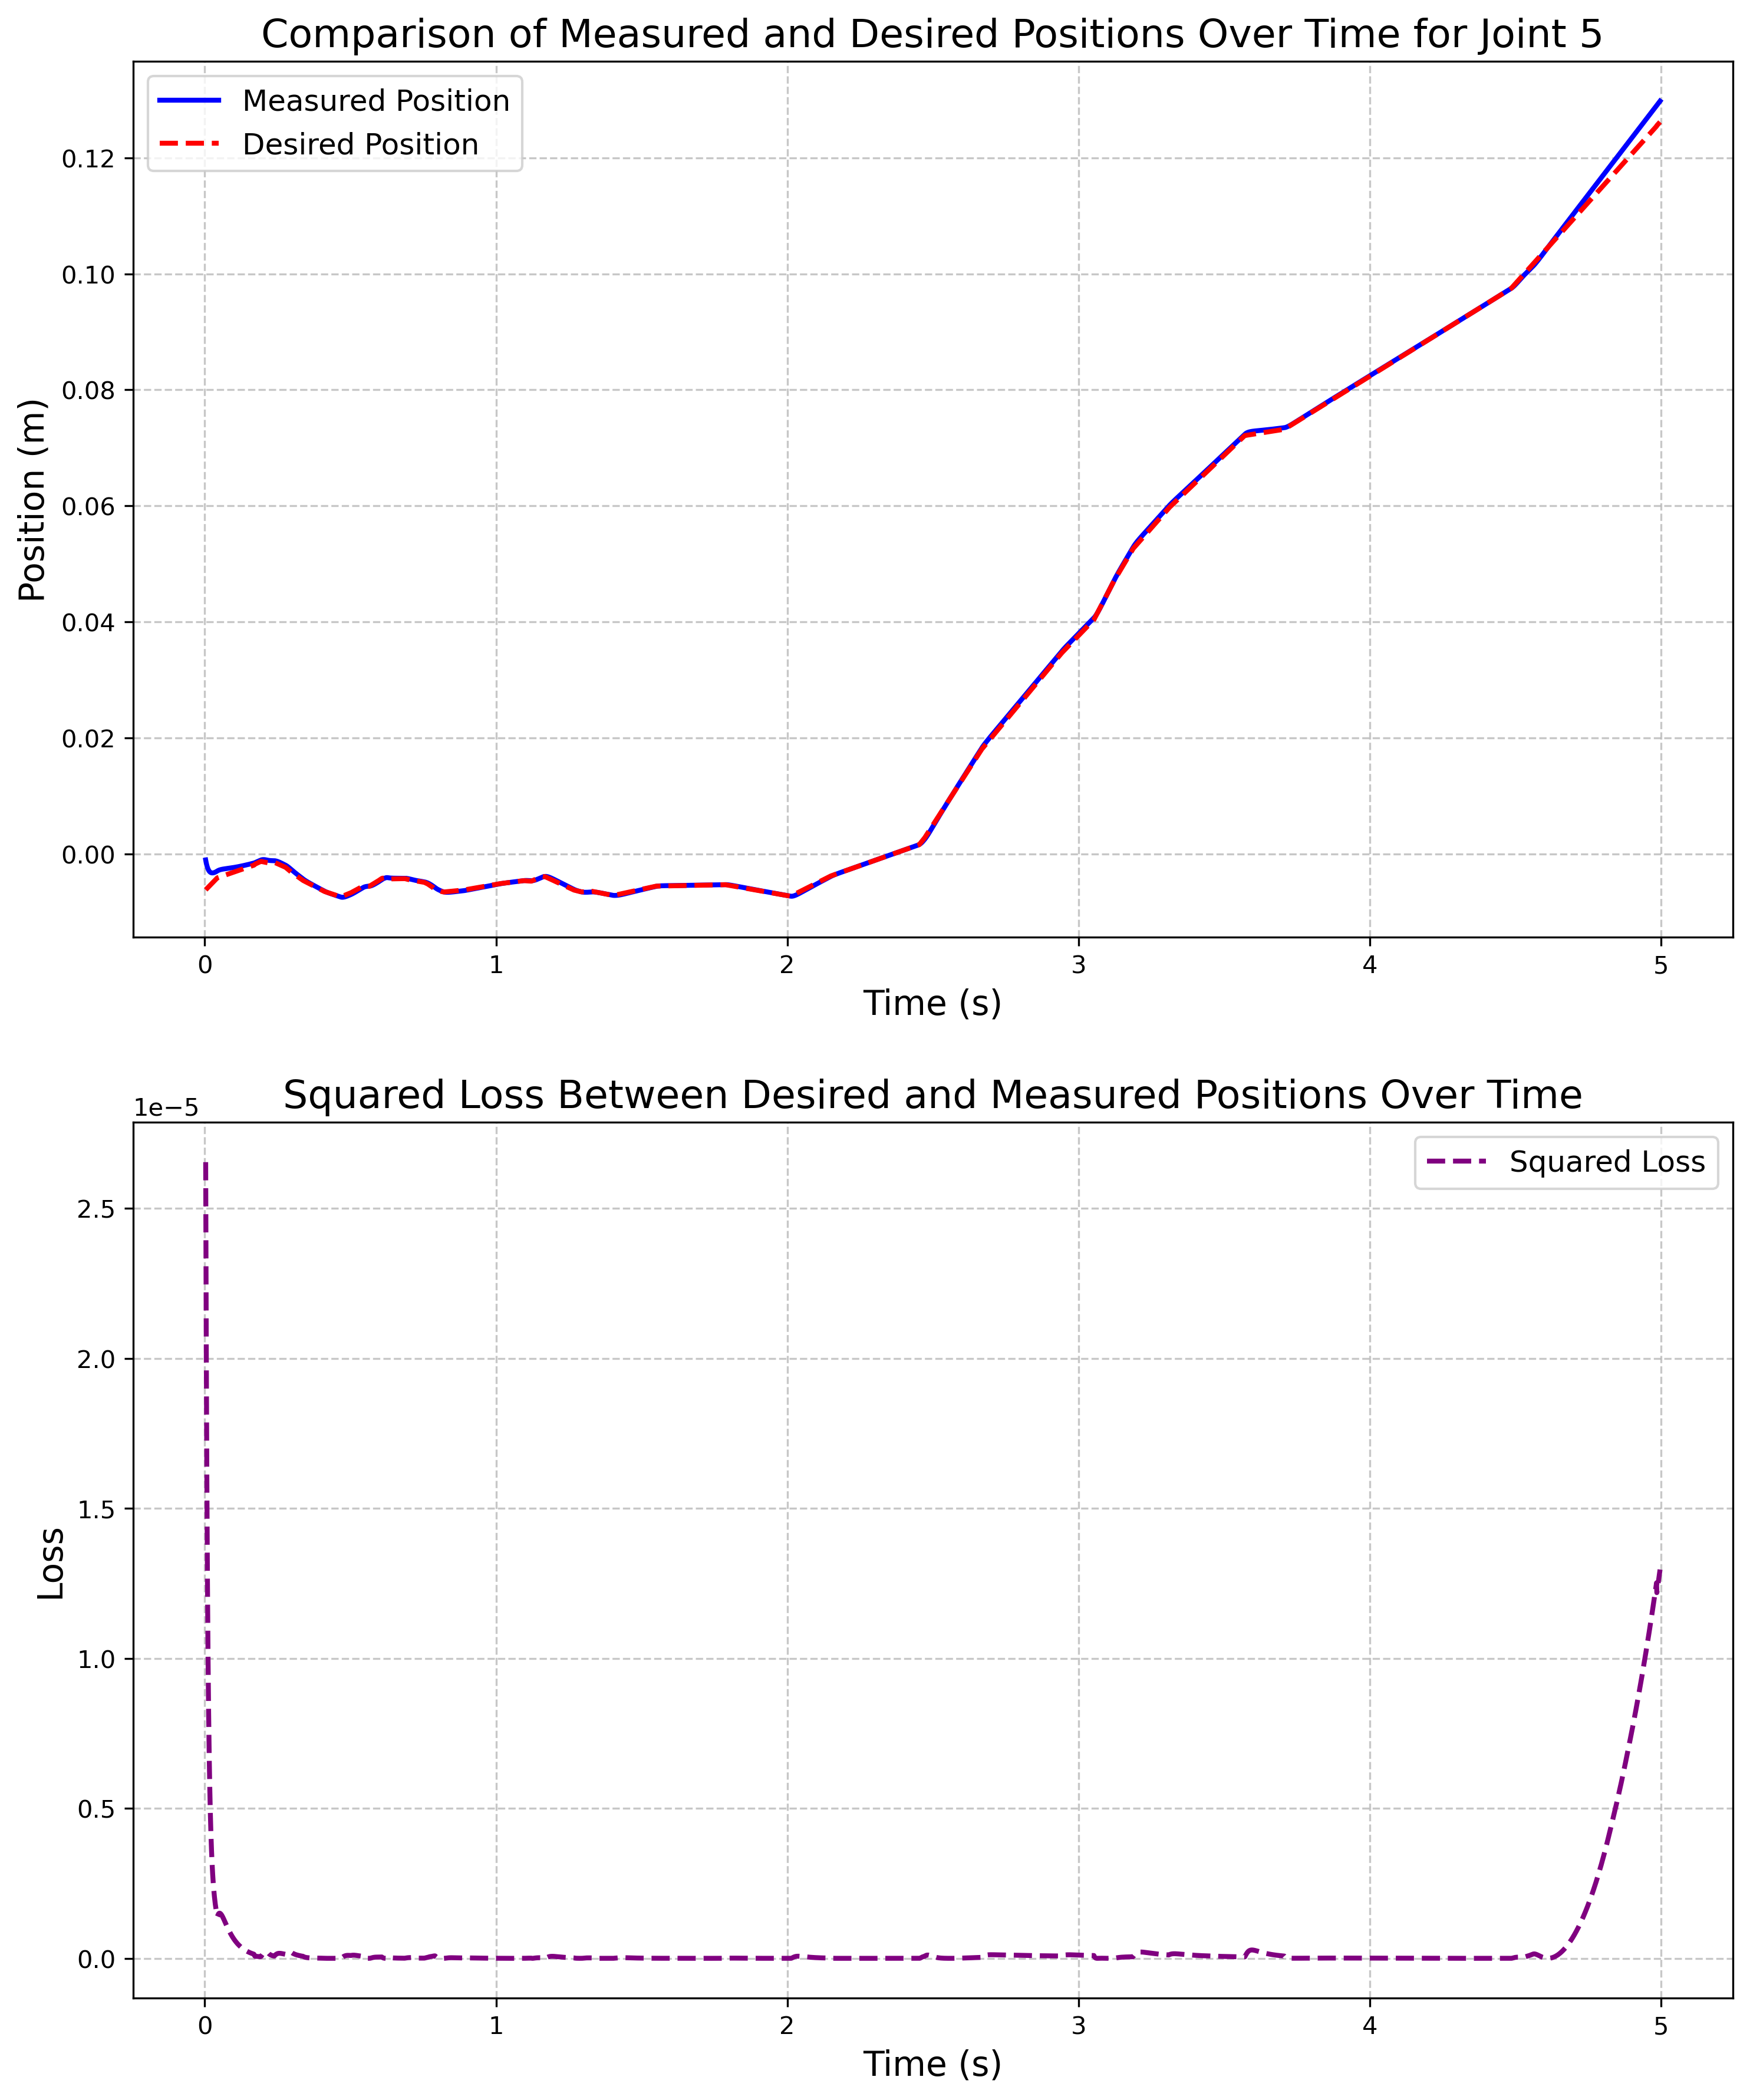 Comparison of Measured and Desired Positions Over Time for Joint 5
Measured Position
Desired Position
Position (m)
0.12
0.10
0.08
0.06
0.04
0.02
0.00
0 1 2 3 4 5
Time (s)
Squared Loss Between Desired and Measured Positions Over Time
1e−5
Squared Loss
Loss
2.5
2.0
1.5
1.0
0.5
0.0
0 1 2 3 4 5
Time (s)